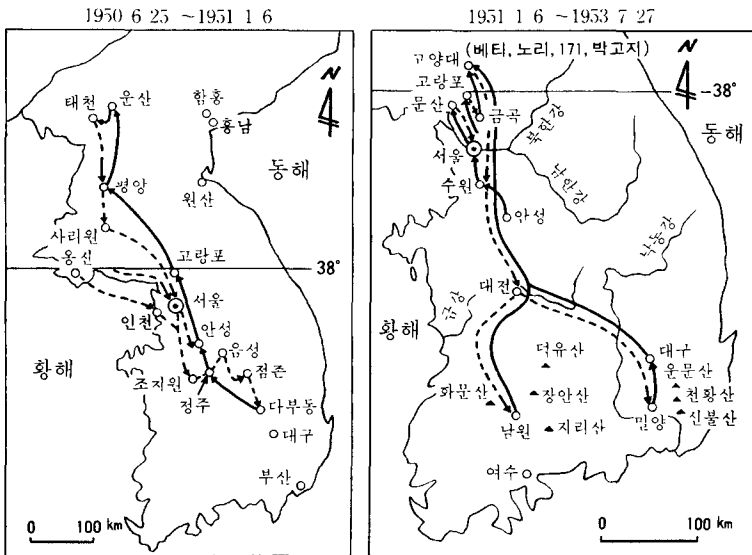 1950 6 25 ~1951 1 6
N
태천
운산
함흥
흥남
동해
평양
원산
사리원
옹진
고랑포
38°
서울
인천
안성
황해
음성
점촌
조치원
정주
다부동
대구
부산
0 100 km
1951 1 6 ~1953 7 27
(베티, 노리, 171, 박고지)
고양대
N
고랑포
-38°
문산
금곡
동해
서울
북한강
수원
남한강
안성
낙동강
대전
금강
황해
덕유산
대구
운문산
화문산
장안산
천황산
남원
지리산
밀양
신불산
여수
0 100 km